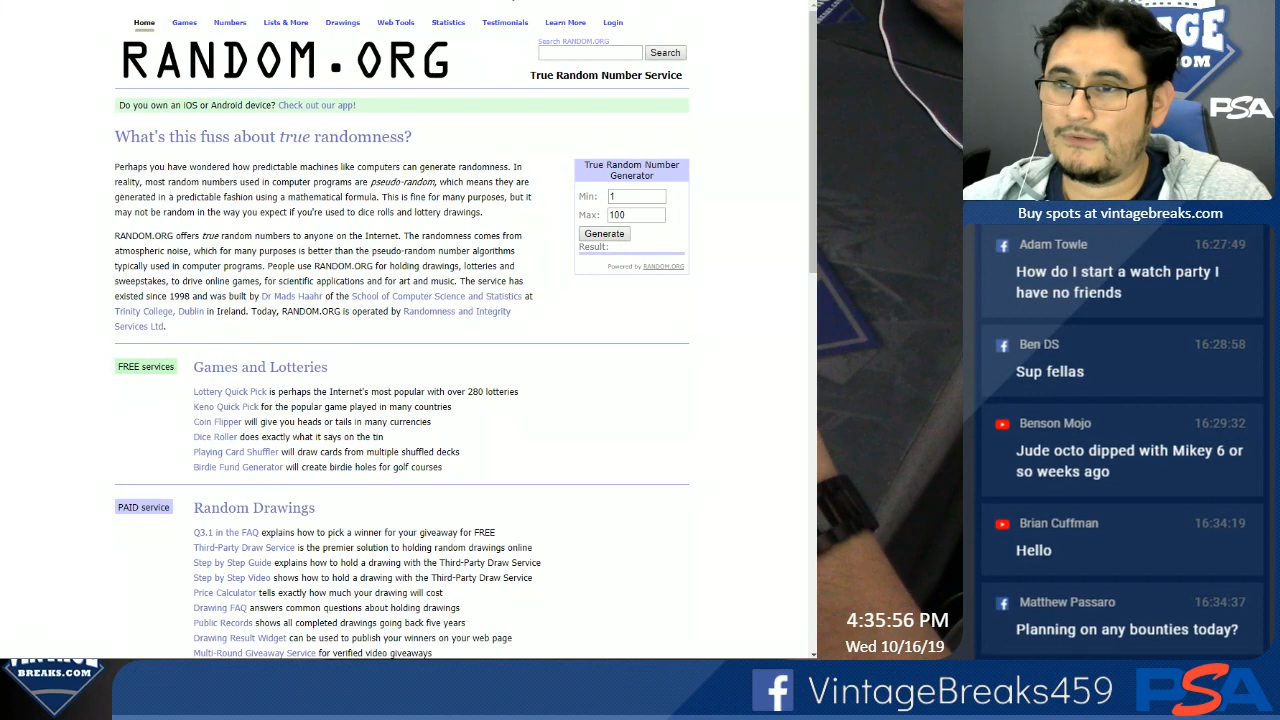 Home Games Numbers Lists & More Drawings Web Tools Statistics Testimonials Learn More Login
RANDOM.ORG
Search RANDOM.ORG
Search
True Random Number Service
Do you own an iOS or Android device? Check out our app!
What's this fuss about true randomness?
Perhaps you have wondered how predictable machines like computers can generate randomness. In
reality, most random numbers used in computer programs are pseudo-random, which means they are
generated in a predictable fashion using a mathematical formula. This is fine for many purposes, but it
may not be random in the way you expect if you're used to dice rolls and lottery drawings.
RANDOM.ORG offers true random numbers to anyone on the Internet. The randomness comes from
atmospheric noise, which for many purposes is better than the pseudo-random number algorithms
typically used in computer programs. People use RANDOM.ORG for holding drawings, lotteries and
sweepstakes, to drive online games, for scientific applications and for art and music. The service has
existed since 1998 and was built by Dr Mads Haahr of the School of Computer Science and Statistics at
Trinity College, Dublin in Ireland. Today, RANDOM.ORG is operated by Randomness and Integrity
Services Ltd.
True Random Number
Generator
Min: 1
Max: 100
Generate
Result:
Powered by RANDOM.ORG
FREE services
Games and Lotteries
Lottery Quick Pick is perhaps the Internet's most popular with over 280 lotteries
Keno Quick Pick for the popular game played in many countries
Coin Flipper will give you heads or tails in many currencies
Dice Roller does exactly what it says on the tin
Playing Card Shuffler will draw cards from multiple shuffled decks
Birdie Fund Generator will create birdie holes for golf courses
PAID service
Random Drawings
Q3.1 in the FAQ explains how to pick a winner for your giveaway for FREE
Third-Party Draw Service is the premier solution to holding random drawings online
Step by Step Guide explains how to hold a drawing with the Third-Party Draw Service
Step by Step Video shows how to hold a drawing with the Third-Party Draw Service
Price Calculator tells exactly how much your drawing will cost
Drawing FAQ answers common questions about holding drawings
Public Records shows all completed drawings going back five years
Drawing Result Widget can be used to publish your winners on your web page
Multi-Round Giveaway Service for verified video giveaways
.COM
PSA
Buy spots at vintagebreaks.com
Adam Towle 16:27:49
How do I start a watch party I
have no friends
Ben DS 16:28:58
Sup fellas
Benson Mojo 16:29:32
Jude octo dipped with Mikey 6 or
so weeks ago
Brian Cuffman 16:34:19
Hello
Matthew Passaro 16:34:37
Planning on any bounties today?
4:35:56 PM
Wed 10/16/19
VINTAGE
BREAKS.COM
VintageBreaks459
PSA